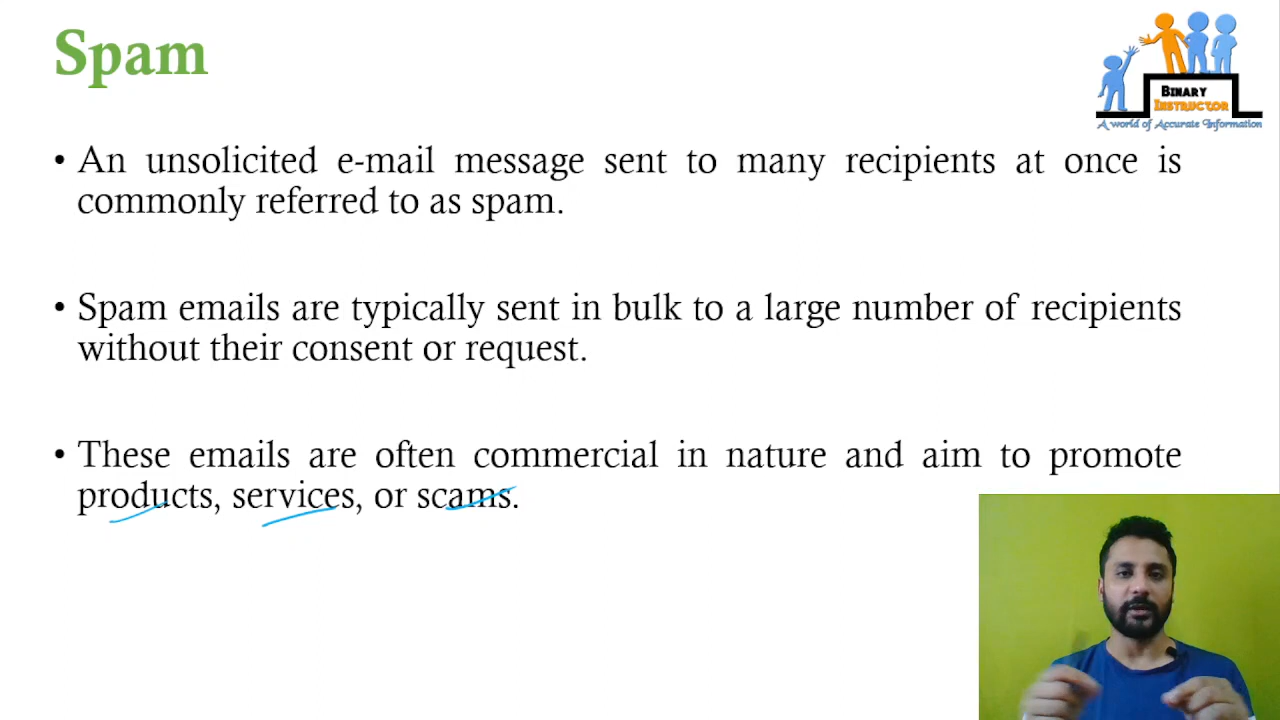 Spam
BINARY
INSTRUCTOR
A world of Accurate Information
• An unsolicited e-mail message sent to many recipients at once is
commonly referred to as spam.
• Spam emails are typically sent in bulk to a large number of recipients
without their consent or request.
• These emails are often commercial in nature and aim to promote
products, services, or scams.